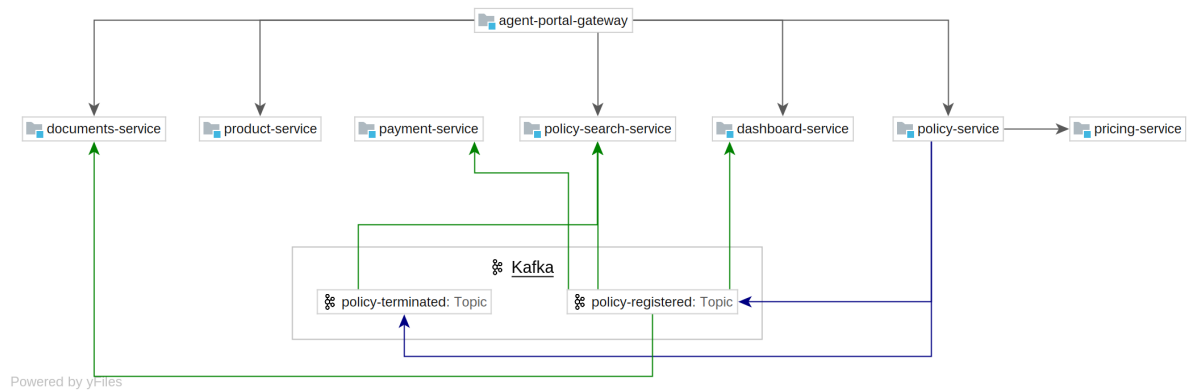 agent-portal-gateway
documents-service
product-service
payment-service
policy-search-service
dashboard-service
policy-service
pricing-service
Kafka
policy-terminated: Topic
policy-registered: Topic
Powered by yFiles